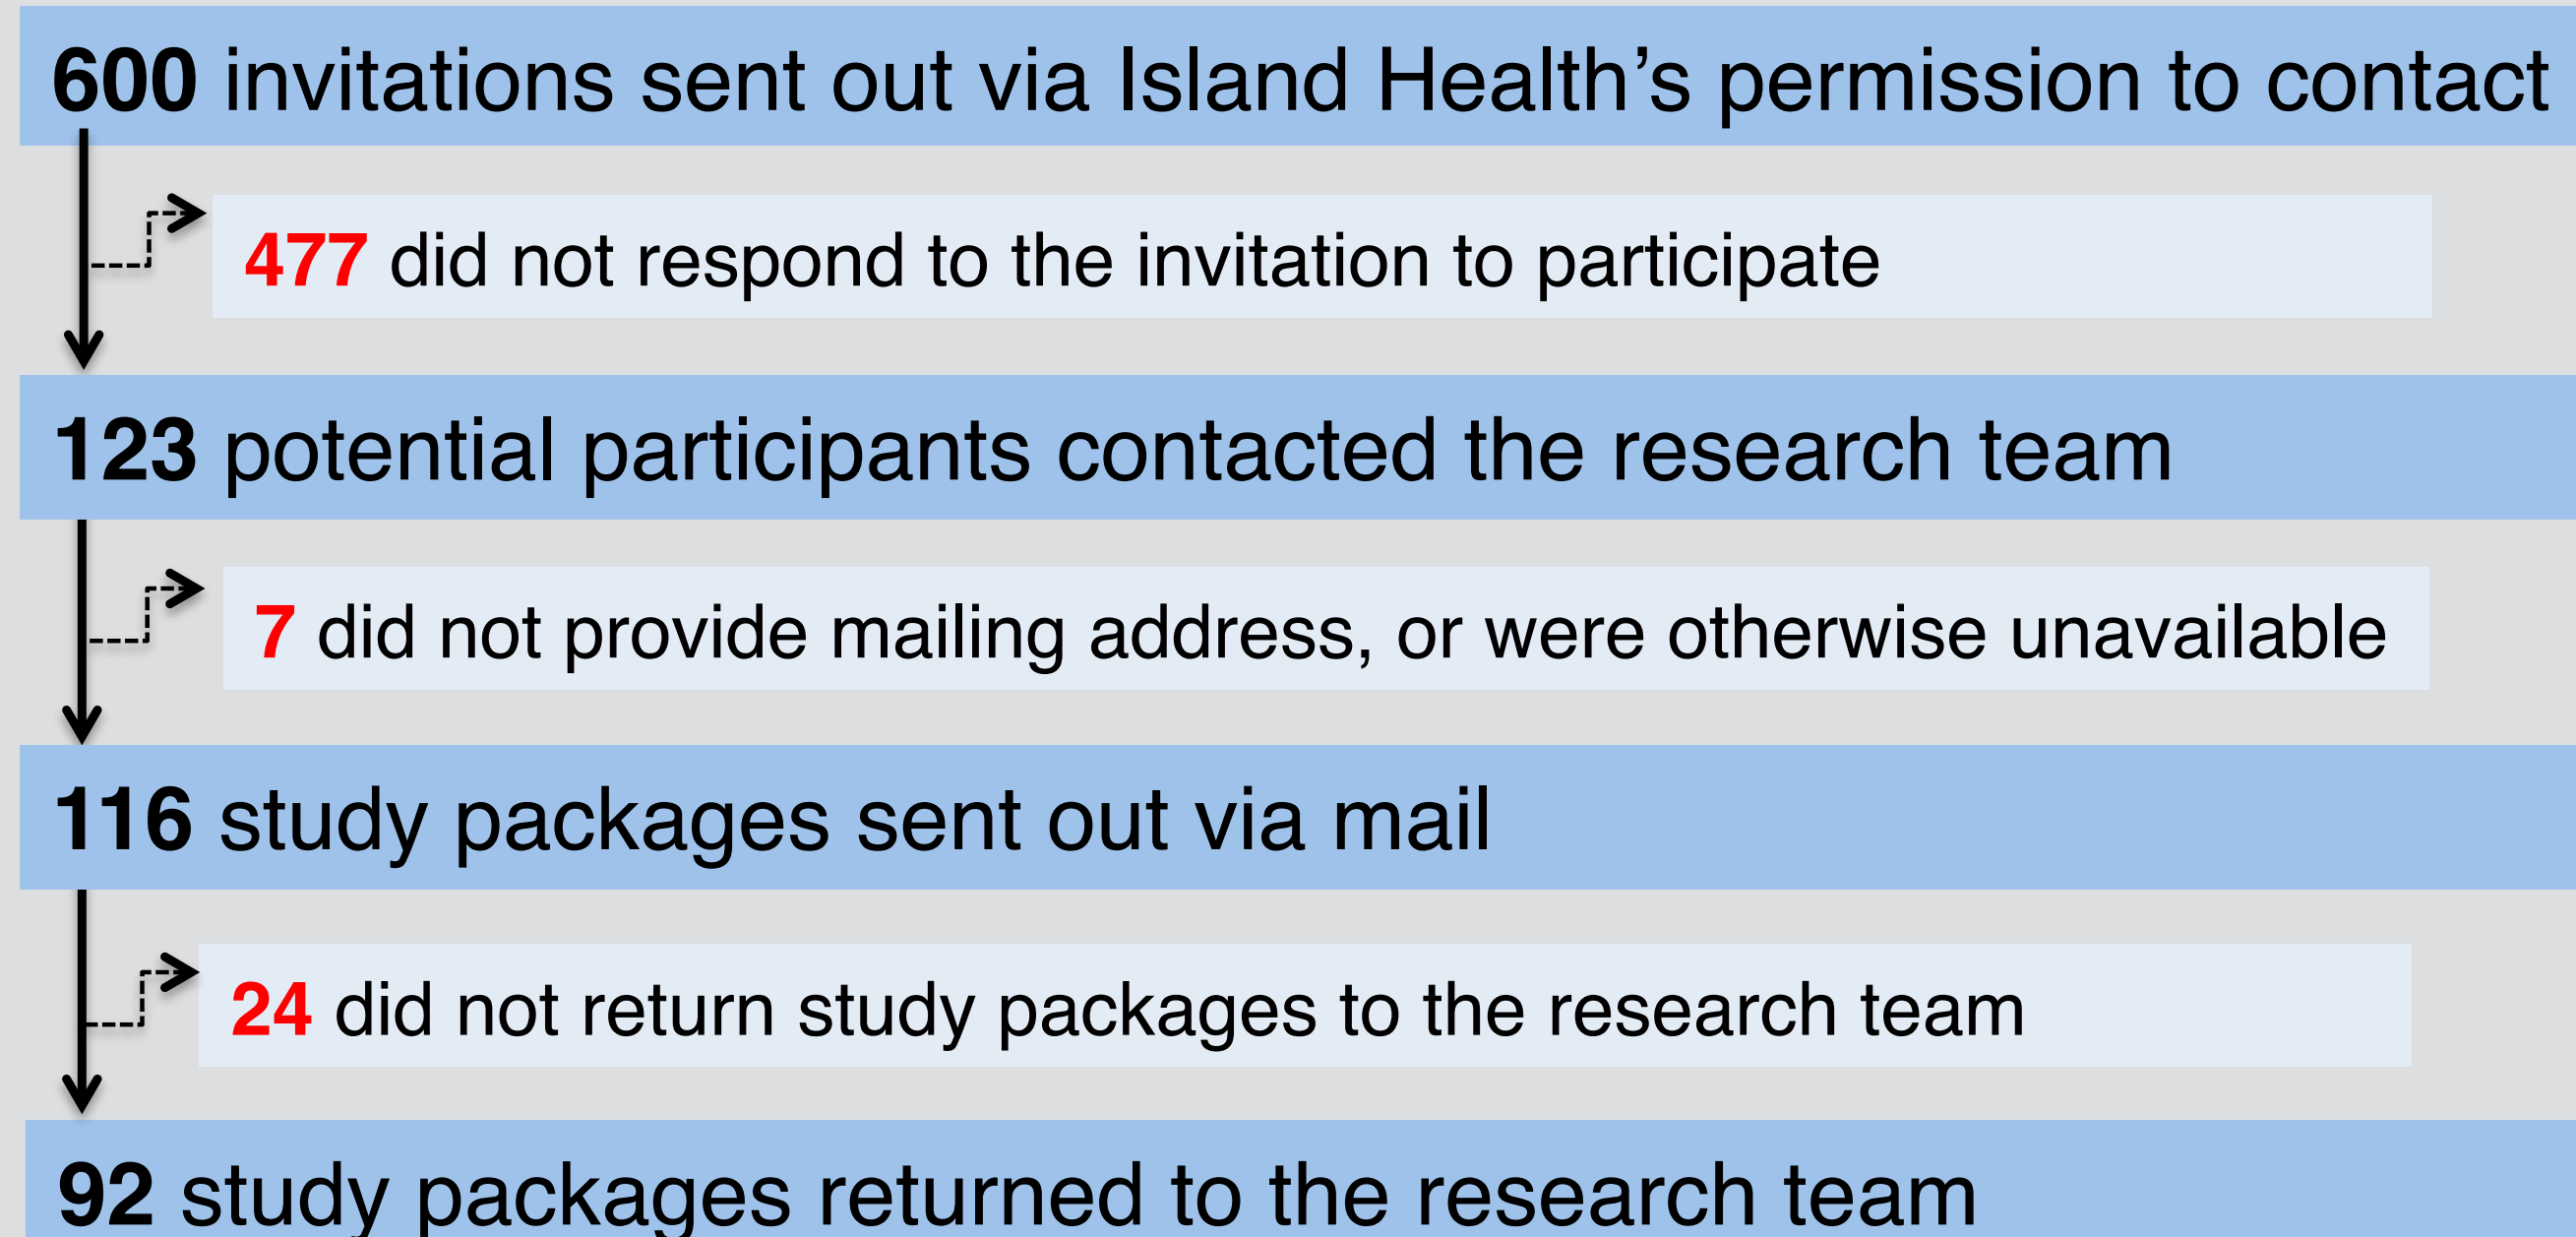 600 invitations sent out via Island Health’s permission to contact
477 did not respond to the invitation to participate
123 potential participants contacted the research team
7 did not provide mailing address, or were otherwise unavailable
116 study packages sent out via mail
24 did not return study packages to the research team
92 study packages returned to the research team